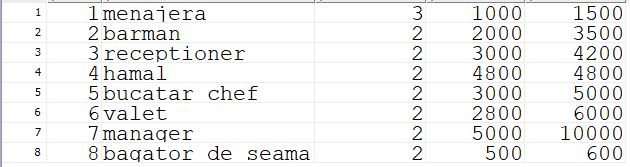 1 1 menajera 3 1000 1500
2 2 barman 2 2000 3500
3 3 receptioner 2 3000 4200
4 4 hamal 2 4800 4800
5 5 bucatar chef 2 3000 5000
6 6 valet 2 2800 6000
7 7 manager 2 5000 10000
8 8 bagator de seama 2 500 600